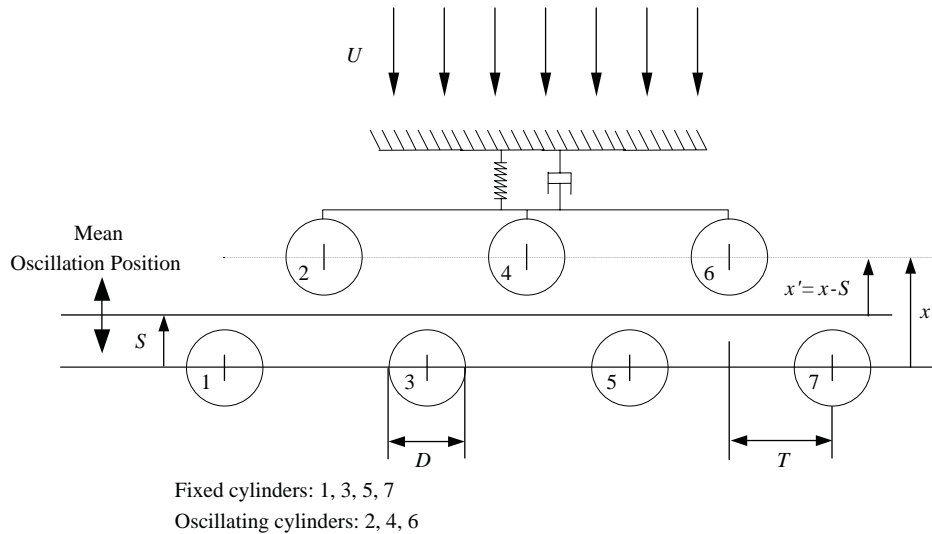 U
Mean
Oscillation Position
2
4
6
x'= x-S
x
S
1
3
5
7
D
T
Fixed cylinders: 1, 3, 5, 7
Oscillating cylinders: 2, 4, 6